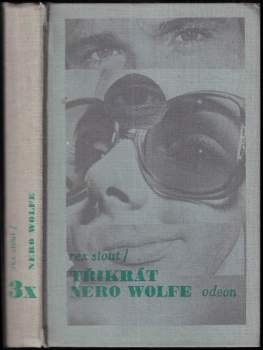 rex stout /
NERO WOLFE
3x
rex stout /
TŘIKRÁT
NERO WOLFE odeon